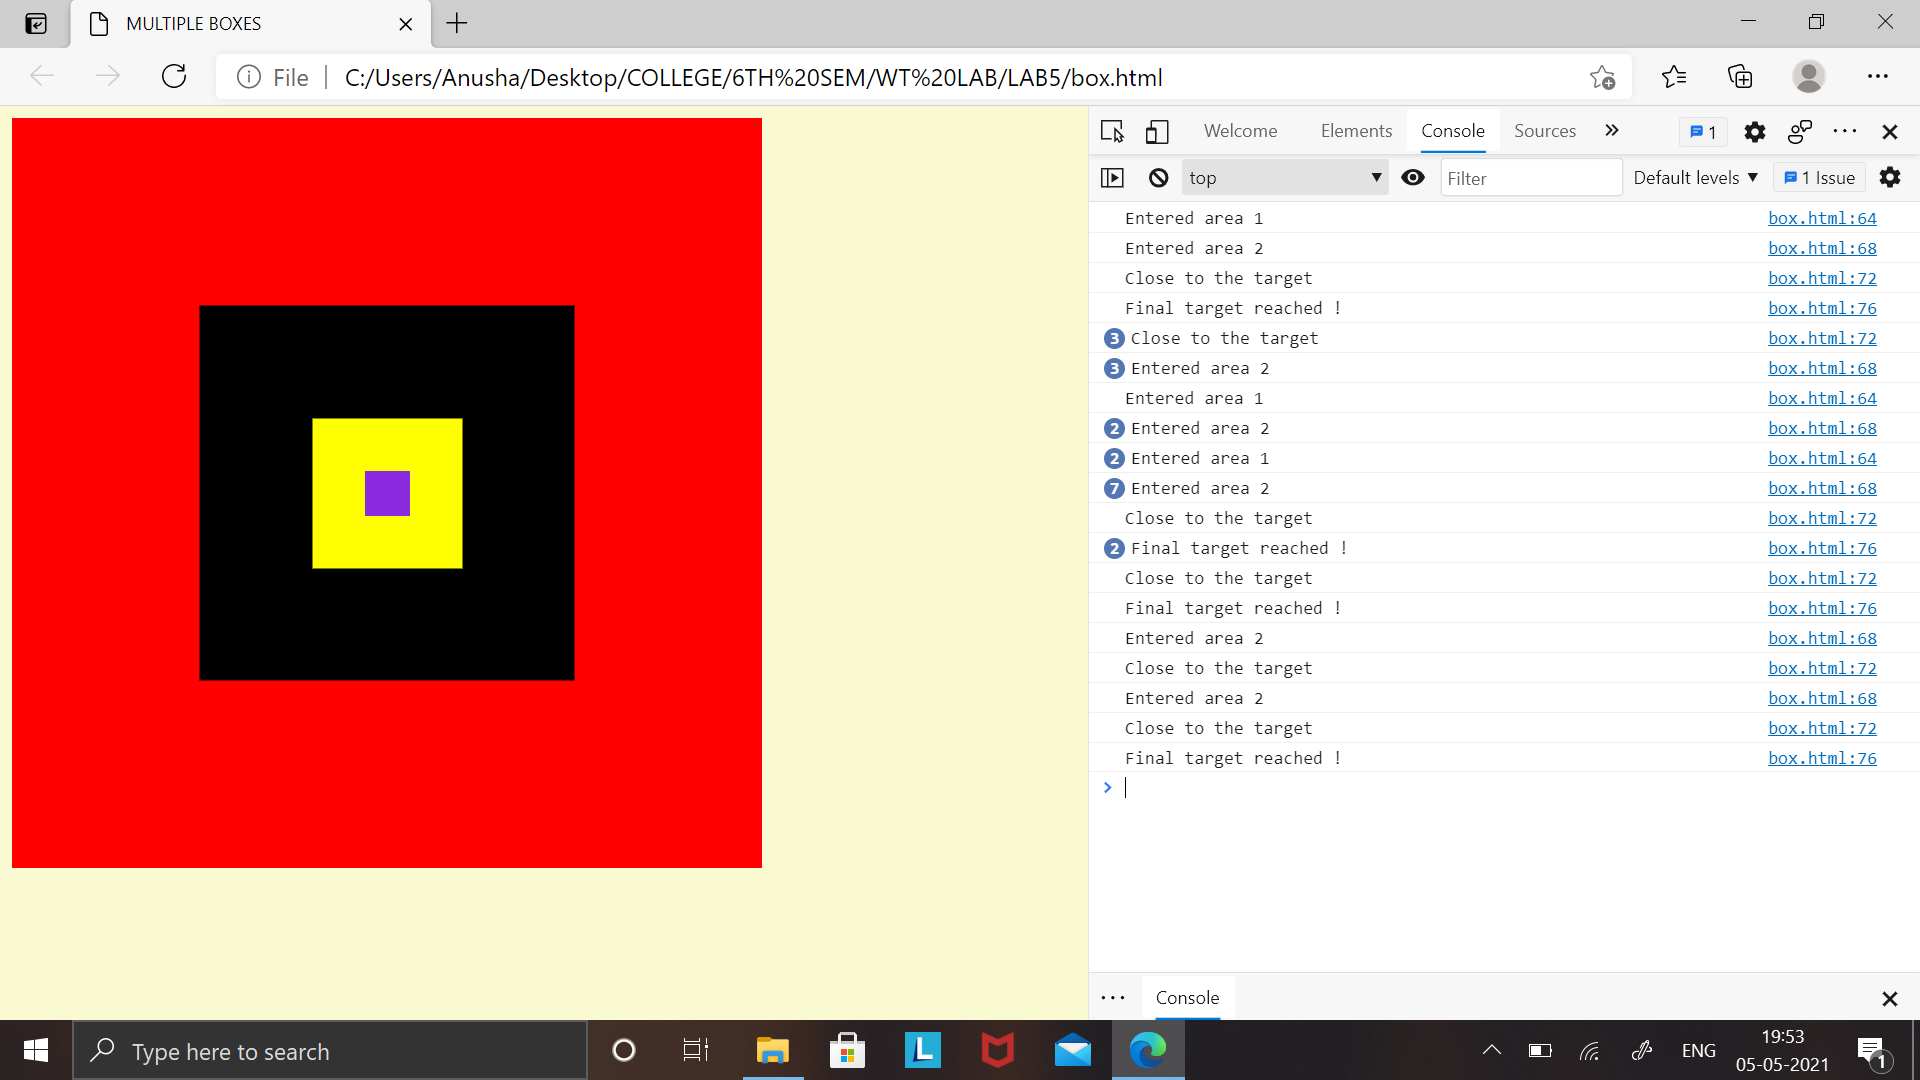 MULTIPLE BOXES
File | C:/Users/Anusha/Desktop/COLLEGE/6TH%20SEM/WT%20LAB/LAB5/box.html
Welcome Elements Console Sources 1
top Filter Default levels 1 Issue
Entered area 1 box.html:64
Entered area 2 box.html:68
Close to the target box.html:72
Final target reached ! box.html:76
3 Close to the target box.html:72
3 Entered area 2 box.html:68
Entered area 1 box.html:64
2 Entered area 2 box.html:68
2 Entered area 1 box.html:64
7 Entered area 2 box.html:68
Close to the target box.html:72
2 Final target reached ! box.html:76
Close to the target box.html:72
Final target reached ! box.html:76
Entered area 2 box.html:68
Close to the target box.html:72
Entered area 2 box.html:68
Close to the target box.html:72
Final target reached ! box.html:76
Console
Type here to search L ENG 19:53
05-05-2021 1